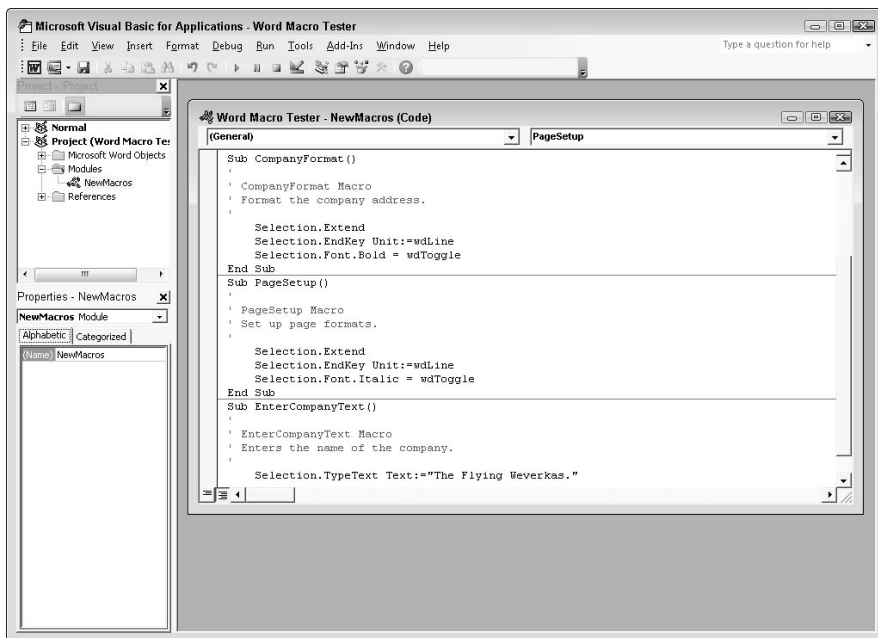 Microsoft Visual Basic for Applications - Word Macro Tester
File Edit View Insert Format Debug Run Tools Add-Ins Window Help
Type a question for help
Project - Project
Normal
Project (Word Macro Tes
Microsoft Word Objects
Modules
NewMacros
References
Properties - NewMacros
NewMacros Module
Alphabetic Categorized
(Name) NewMacros
Word Macro Tester - NewMacros (Code)
(General) PageSetup
Sub CompanyFormat()
'
' CompanyFormat Macro
' Format the company address.
'
Selection.Extend
Selection.EndKey Unit:=wdLine
Selection.Font.Bold = wdToggle
End Sub
Sub PageSetup()
'
' PageSetup Macro
' Set up page formats.
'
Selection.Extend
Selection.EndKey Unit:=wdLine
Selection.Font.Italic = wdToggle
End Sub
Sub EnterCompanyText()
'
' EnterCompanyText Macro
' Enters the name of the company.
'
Selection.TypeText Text:="The Flying Weverkas."